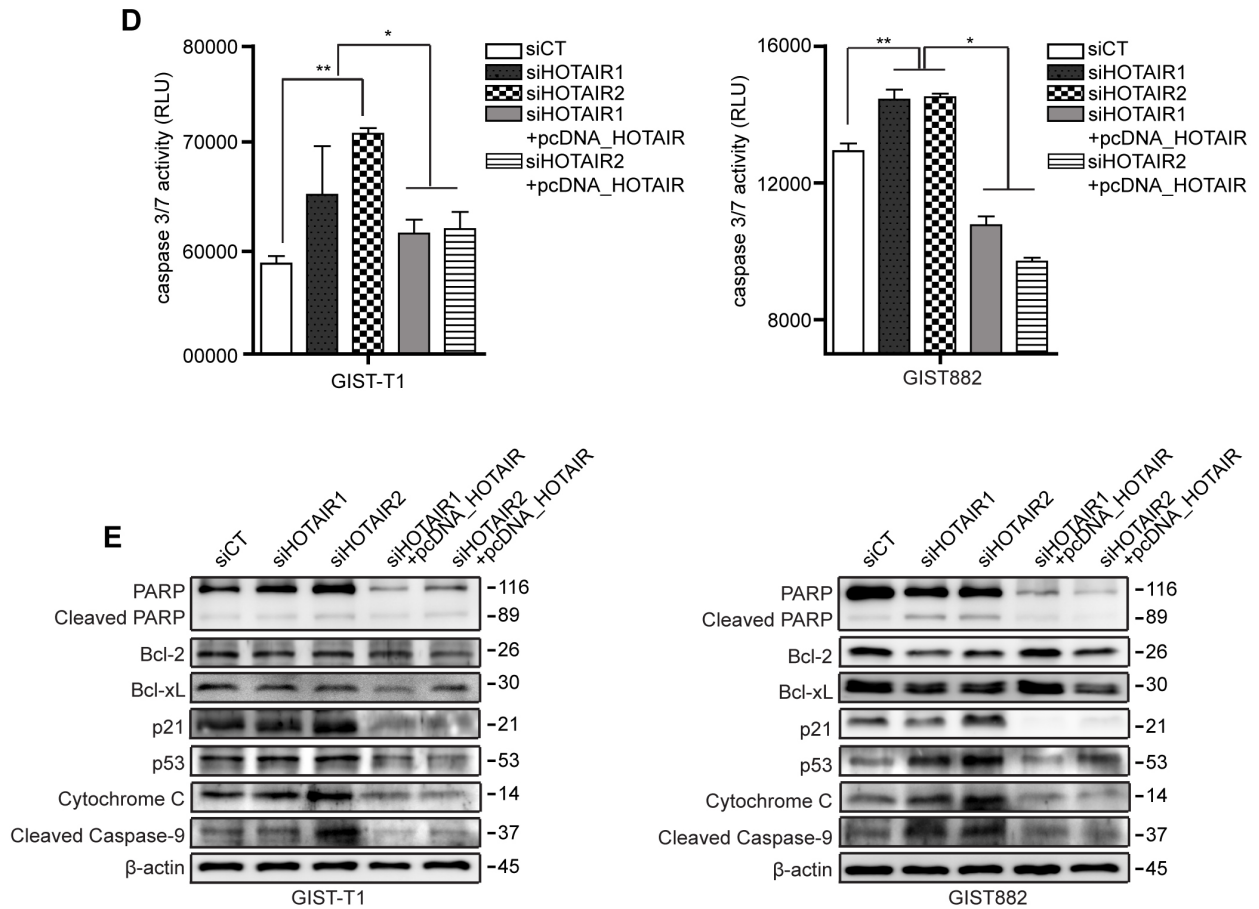 D
80000
70000
60000
00000
caspase 3/7 activity (RLU)
*
**
siCT
siHOTAIR1
siHOTAIR2
siHOTAIR1
+pcDNA_HOTAIR
siHOTAIR2
+pcDNA_HOTAIR
GIST-T1
16000
12000
8000
caspase 3/7 activity (RLU)
**
*
siCT
siHOTAIR1
siHOTAIR2
siHOTAIR1
+pcDNA_HOTAIR
siHOTAIR2
+pcDNA_HOTAIR
GIST882
E
siCT
siHOTAIR1
siHOTAIR2
siHOTAIR1
+pcDNA_HOTAIR
siHOTAIR2
+pcDNA_HOTAIR
PARP
-116
Cleaved PARP
-89
Bcl-2
-26
Bcl-xL
-30
p21
-21
p53
-53
Cytochrome C
-14
Cleaved Caspase-9
-37
β-actin
-45
GIST-T1
siCT
siHOTAIR1
siHOTAIR2
siHOTAIR1
+pcDNA_HOTAIR
siHOTAIR2
+pcDNA_HOTAIR
PARP
-116
Cleaved PARP
-89
Bcl-2
-26
Bcl-xL
-30
p21
-21
p53
-53
Cytochrome C
-14
Cleaved Caspase-9
-37
β-actin
-45
GIST882